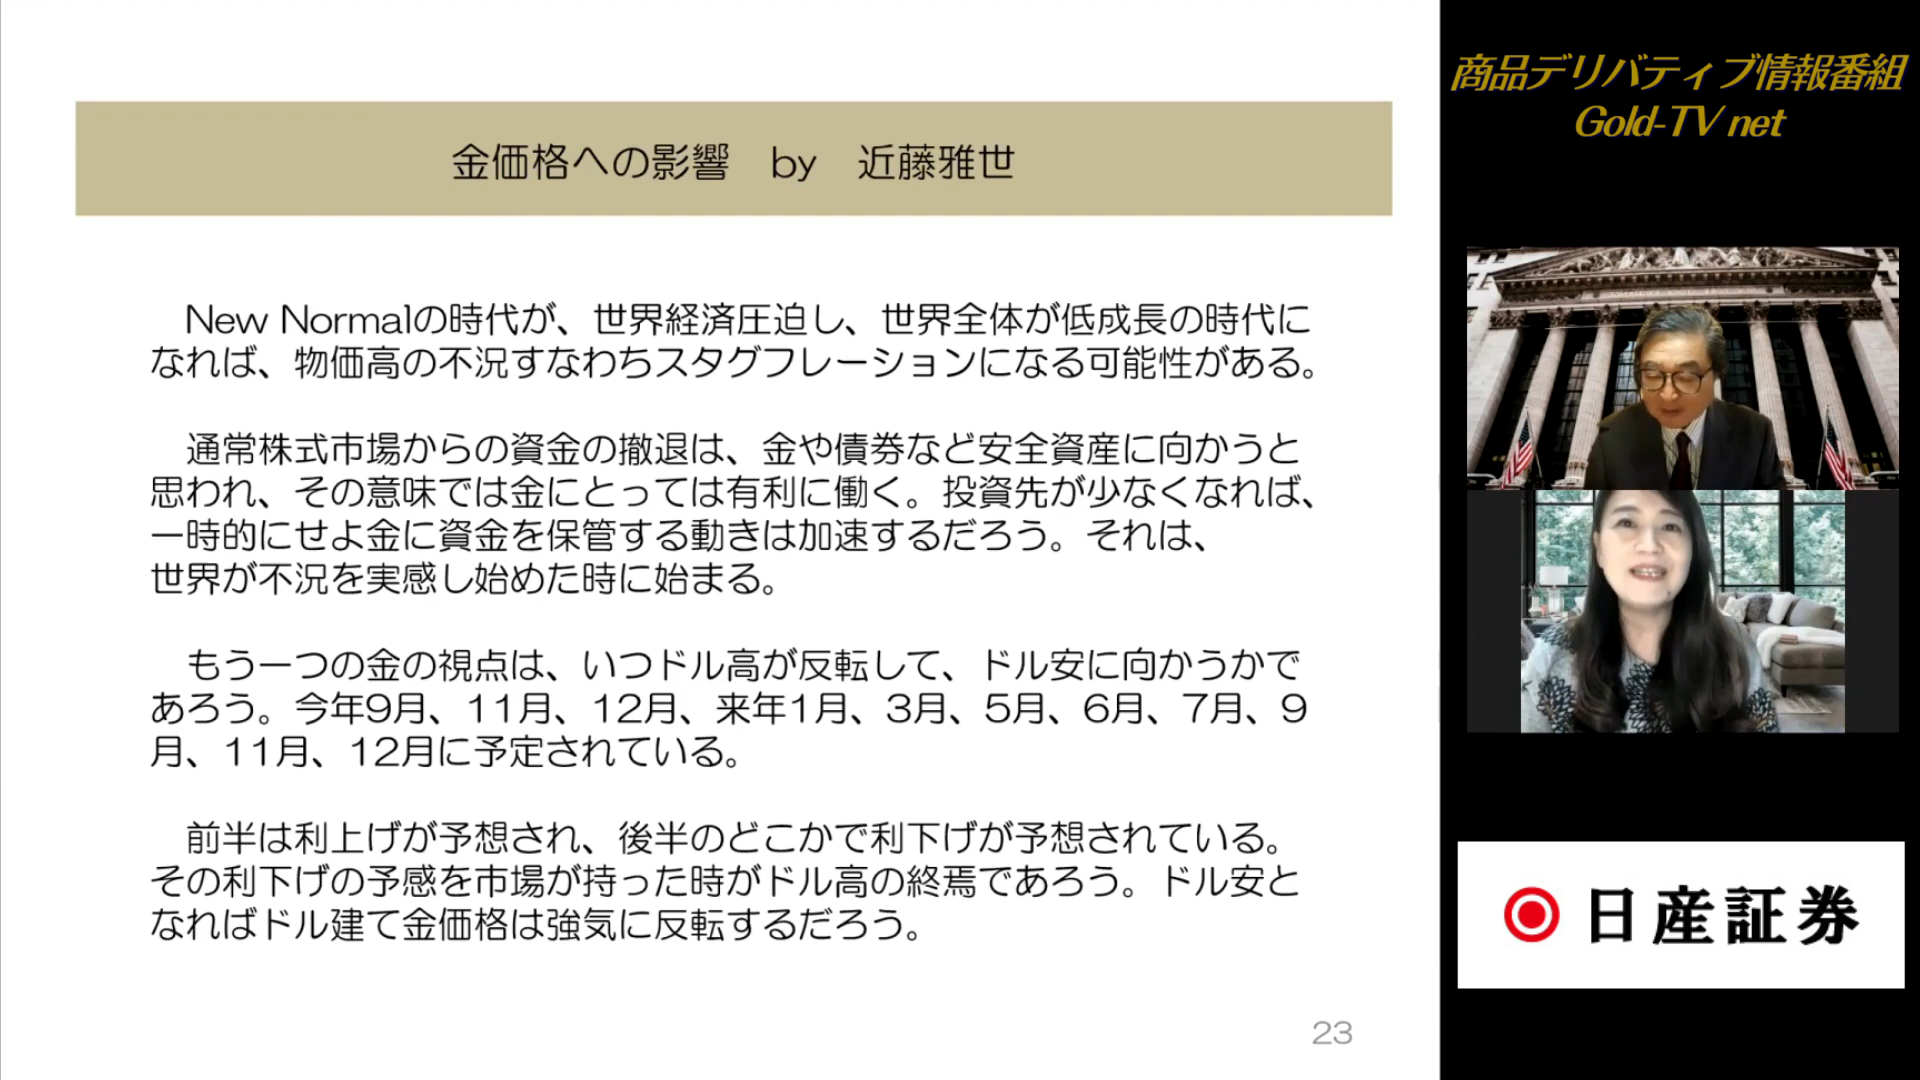 金価格への影響　by　近藤雅世
New Normalの時代が、世界経済圧迫し、世界全体が低成長の時代に
なれば、物価高の不況すなわちスタグフレーションになる可能性がある。
通常株式市場からの資金の撤退は、金や債券など安全資産に向かうと
思われ、その意味では金にとっては有利に働く。投資先が少なくなれば、
一時的にせよ金に資金を保管する動きは加速するだろう。それは、
世界が不況を実感し始めた時に始まる。
もう一つの金の視点は、いつドル高が反転して、ドル安に向かうかで
あろう。今年9月、11月、12月、来年1月、3月、5月、6月、7月、9
月、11月、12月に予定されている。
前半は利上げが予想され、後半のどこかで利下げが予想されている。
その利下げの予感を市場が持った時がドル高の終焉であろう。ドル安と
なればドル建て金価格は強気に反転するだろう。
23
商品デリバティブ情報番組
Gold-TV net
日産証券